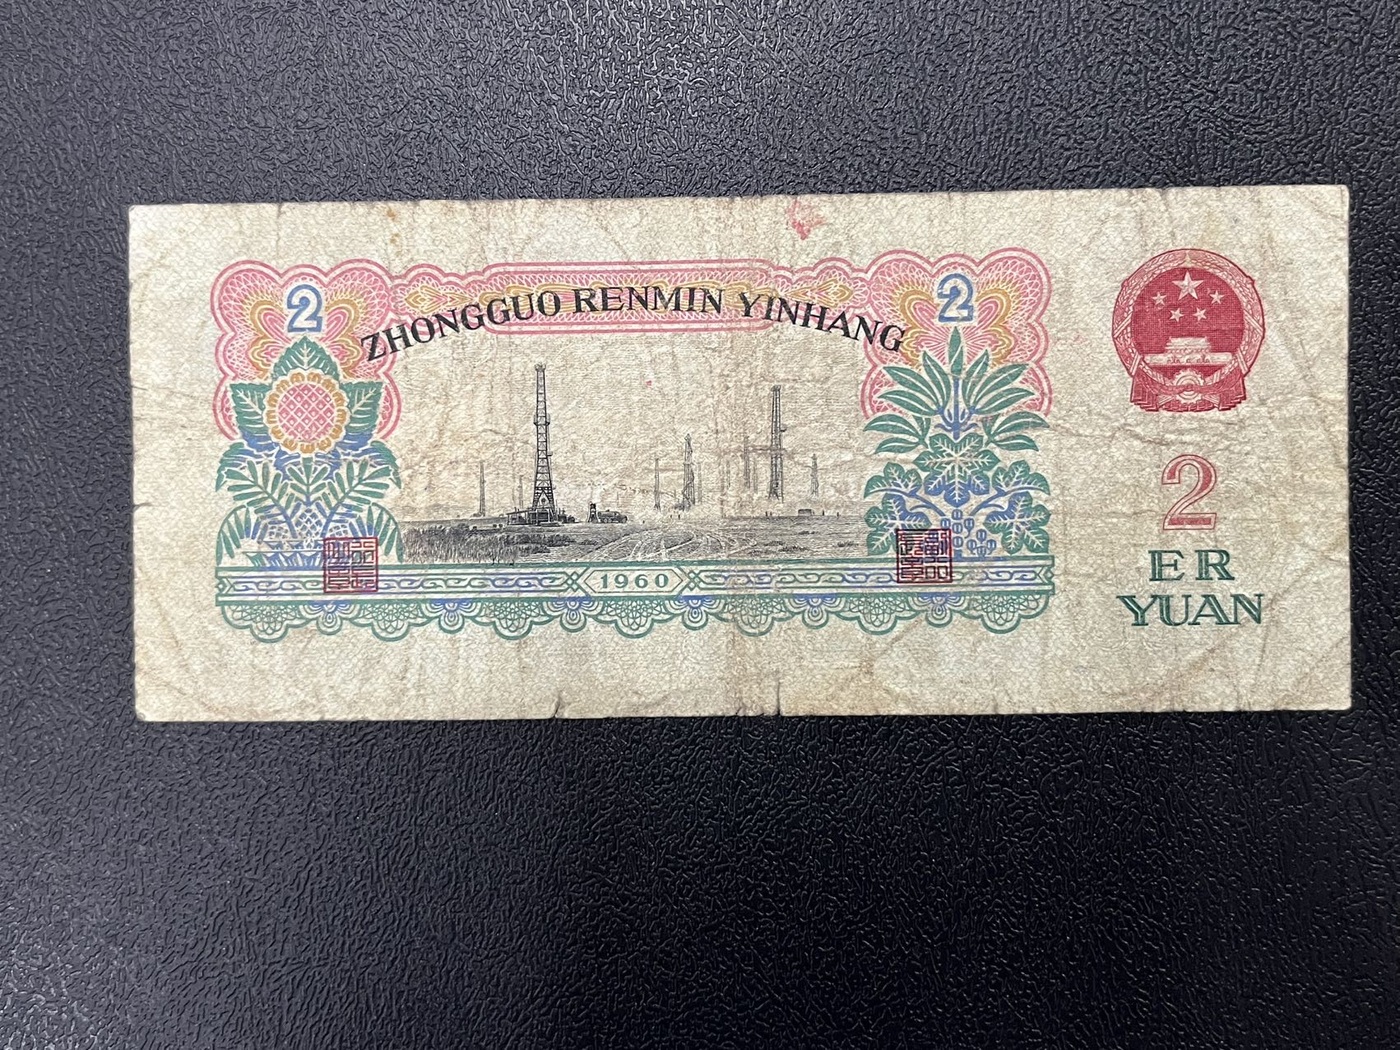 2
2
ZHONGGUO RENMIN YINHANG
1960
2
ER
YUAN